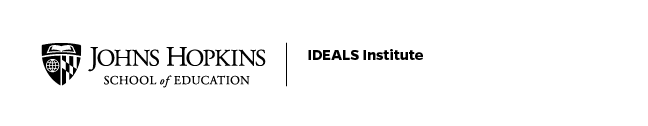 JOHNS HOPKINS
SCHOOL of EDUCATION
IDEALS Institute